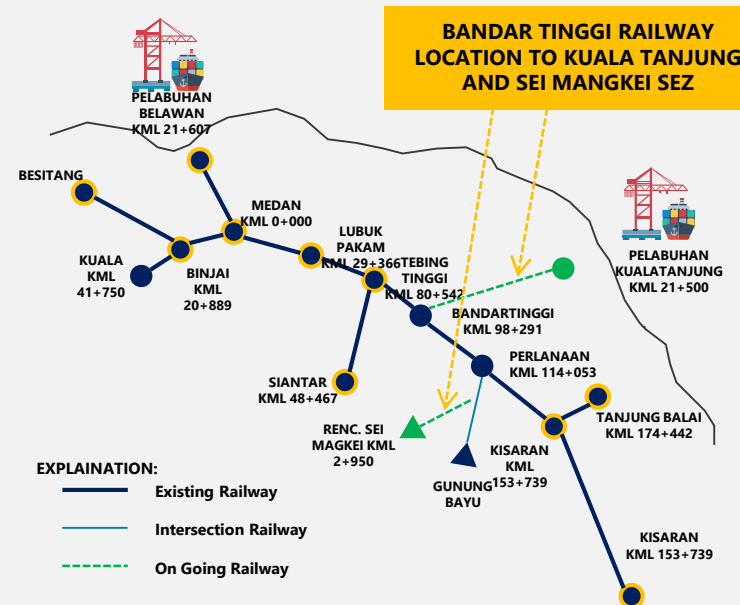 BANDAR TINGGI RAILWAY
LOCATION TO KUALA TANJUNG
AND SEI MANGKEI SEZ
PELABUHAN
BELAWAN
KML 21+607
BESITANG
MEDAN
KML 0+000
KUALA
KML
41+750
BINJAI
KML
20+889
LUBUK
PAKAM
KML 29+366
TEBING
TINGGI
KML 80+542
PELABUHAN
KUALATANJUNG
KML 21+500
BANDARTINGGI
KML 98+291
PERLANAAN
KML 114+053
SIANTAR
KML 48+467
TANJUNG BALAI
KML 174+442
RENC. SEI
MAGKEI KML
2+950
KISARAN
KML
153+739
GUNUNG
BAYU
KISARAN
KML 153+739
EXPLAINATION:
Existing Railway
Intersection Railway
On Going Railway